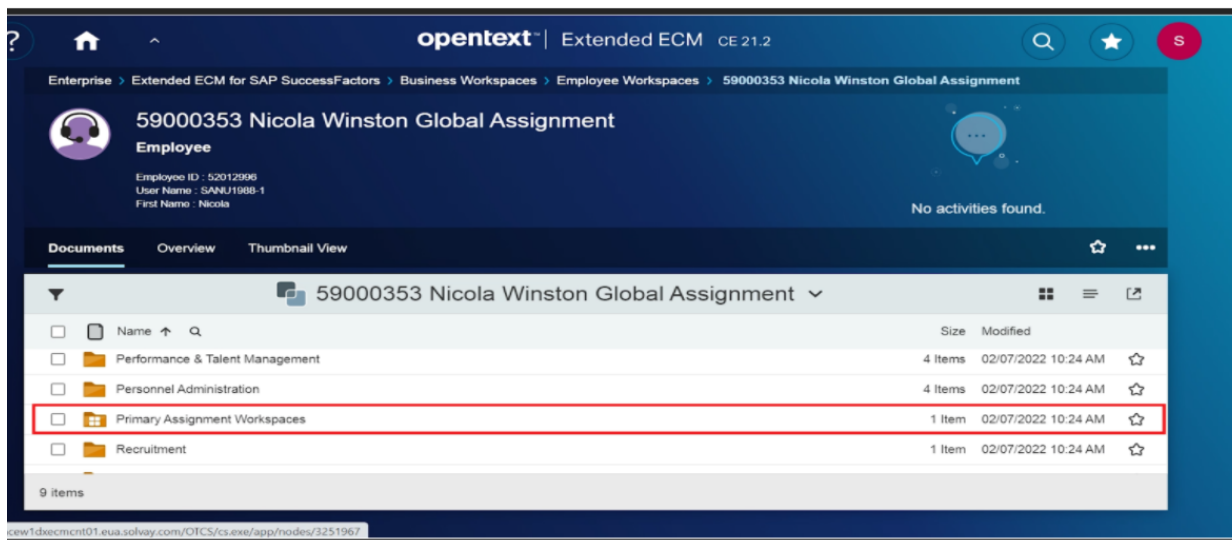 ?
opentext™ | Extended ECM CE 21.2
S
Enterprise > Extended ECM for SAP SuccessFactors > Business Workspaces > Employee Workspaces > 59000353 Nicola Winston Global Assignment
59000353 Nicola Winston Global Assignment
Employee
Employee ID : 52012996
User Name : SANU1988-1
First Name : Nicola
No activities found.
Documents Overview Thumbnail View
59000353 Nicola Winston Global Assignment
Name Size Modified
Performance & Talent Management 4 Items 02/07/2022 10:24 AM
Personnel Administration 4 Items 02/07/2022 10:24 AM
Primary Assignment Workspaces 1 Item 02/07/2022 10:24 AM
Recruitment 1 Item 02/07/2022 10:24 AM
9 items
cew1dxecmcnt01.eua.solvay.com/OTCS/cs.exe/app/nodes/3251967